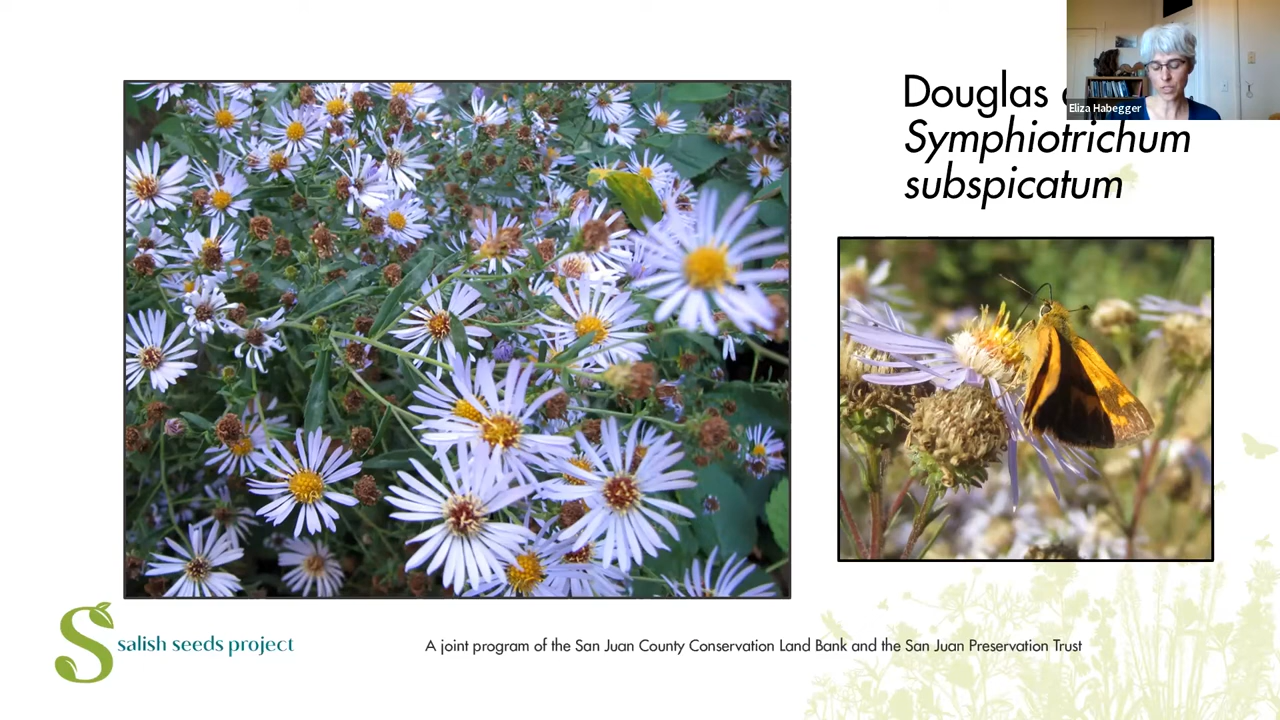 Douglas
Symphiotrichum
subspicatum
Eliza Habegger
salish seeds project
A joint program of the San Juan County Conservation Land Bank and the San Juan Preservation Trust